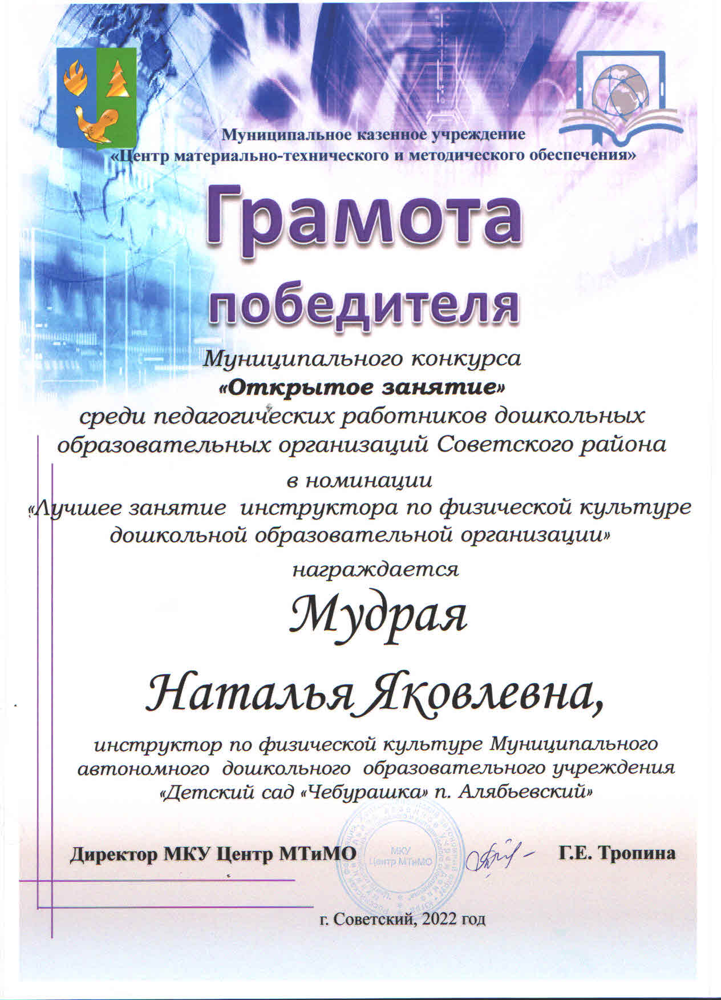 Муниципальное казенное учреждение
«Центр материально-технического и методического обеспечения»
Грамота
победителя
Муниципального конкурса
«Открытое занятие»
среди педагогических работников дошкольных
образовательных организаций Советского района
в номинации
«Лучшее занятие инструктора по физической культуре
дошкольной образовательной организации»
награждается
Мудрая
Наталья Яковлевна,
инструктор по физической культуре Муниципального
автономного дошкольного образовательного учреждения
«Детский сад «Чебурашка» п. Алябьевский»
Директор МКУ Центр МТиМО
МКУ
Центр МТиМО
Г.Е. Тропина
г. Советский, 2022 год